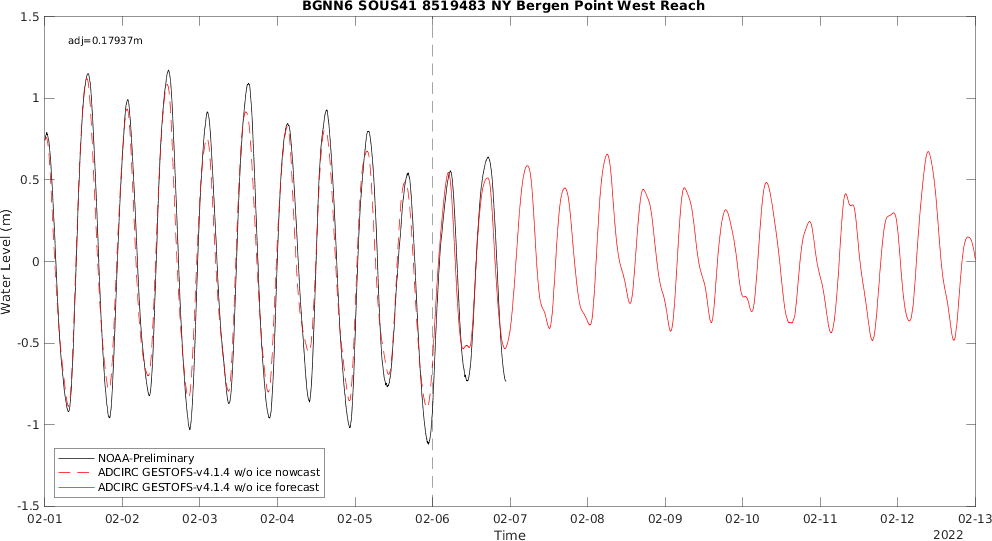 BGNN6 SOUS41 8519483 NY Bergen Point West Reach
adj=0.17937m
1.5
1
0.5
0
-0.5
-1
-1.5
Water Level (m)
NOAA-Preliminary
ADCIRC GESTOFS-v4.1.4 w/o ice nowcast
ADCIRC GESTOFS-v4.1.4 w/o ice forecast
02-01 02-02 02-03 02-04 02-05 02-06 02-07 02-08 02-09 02-10 02-11 02-12 02-13
Time
2022